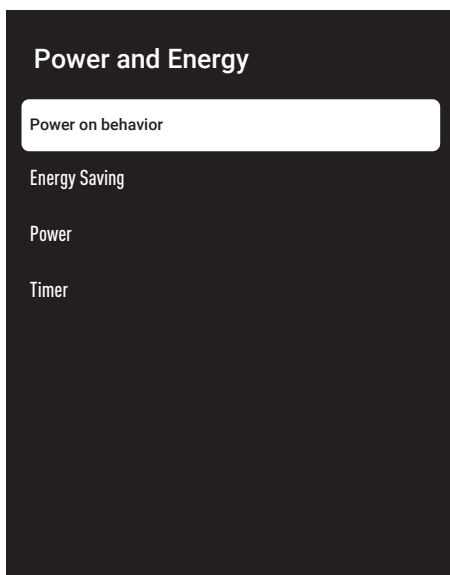 Power and Energy
Power on behavior
Energy Saving
Power
Timer